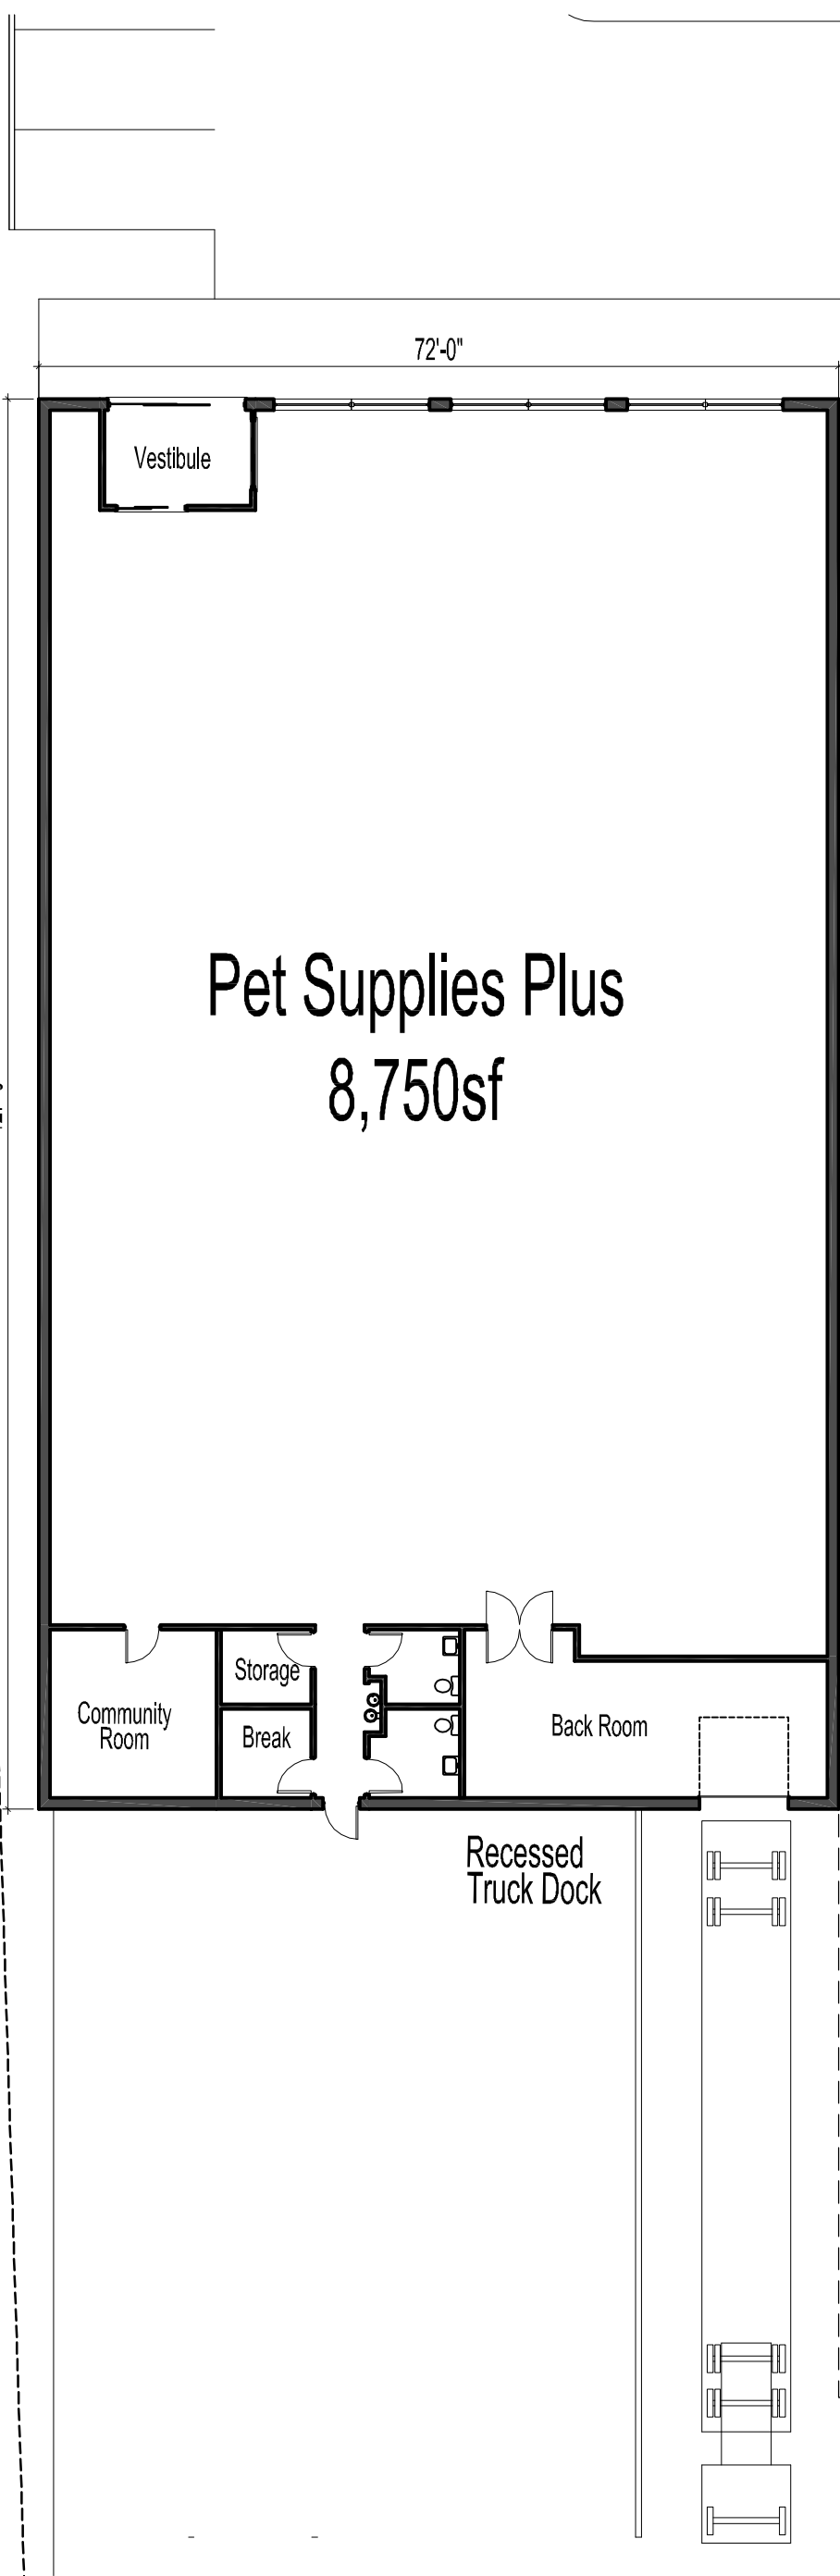 72'-0"
Vestibule
Pet Supplies Plus
8,750sf
Storage
Community
Room
Break
Back Room
Recessed
Truck Dock